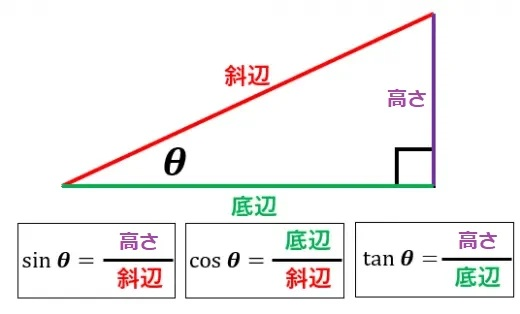 斜辺
高さ
θ
底辺
sin θ = 高さ/斜辺
cos θ = 底辺/斜辺
tan θ = 高さ/底辺